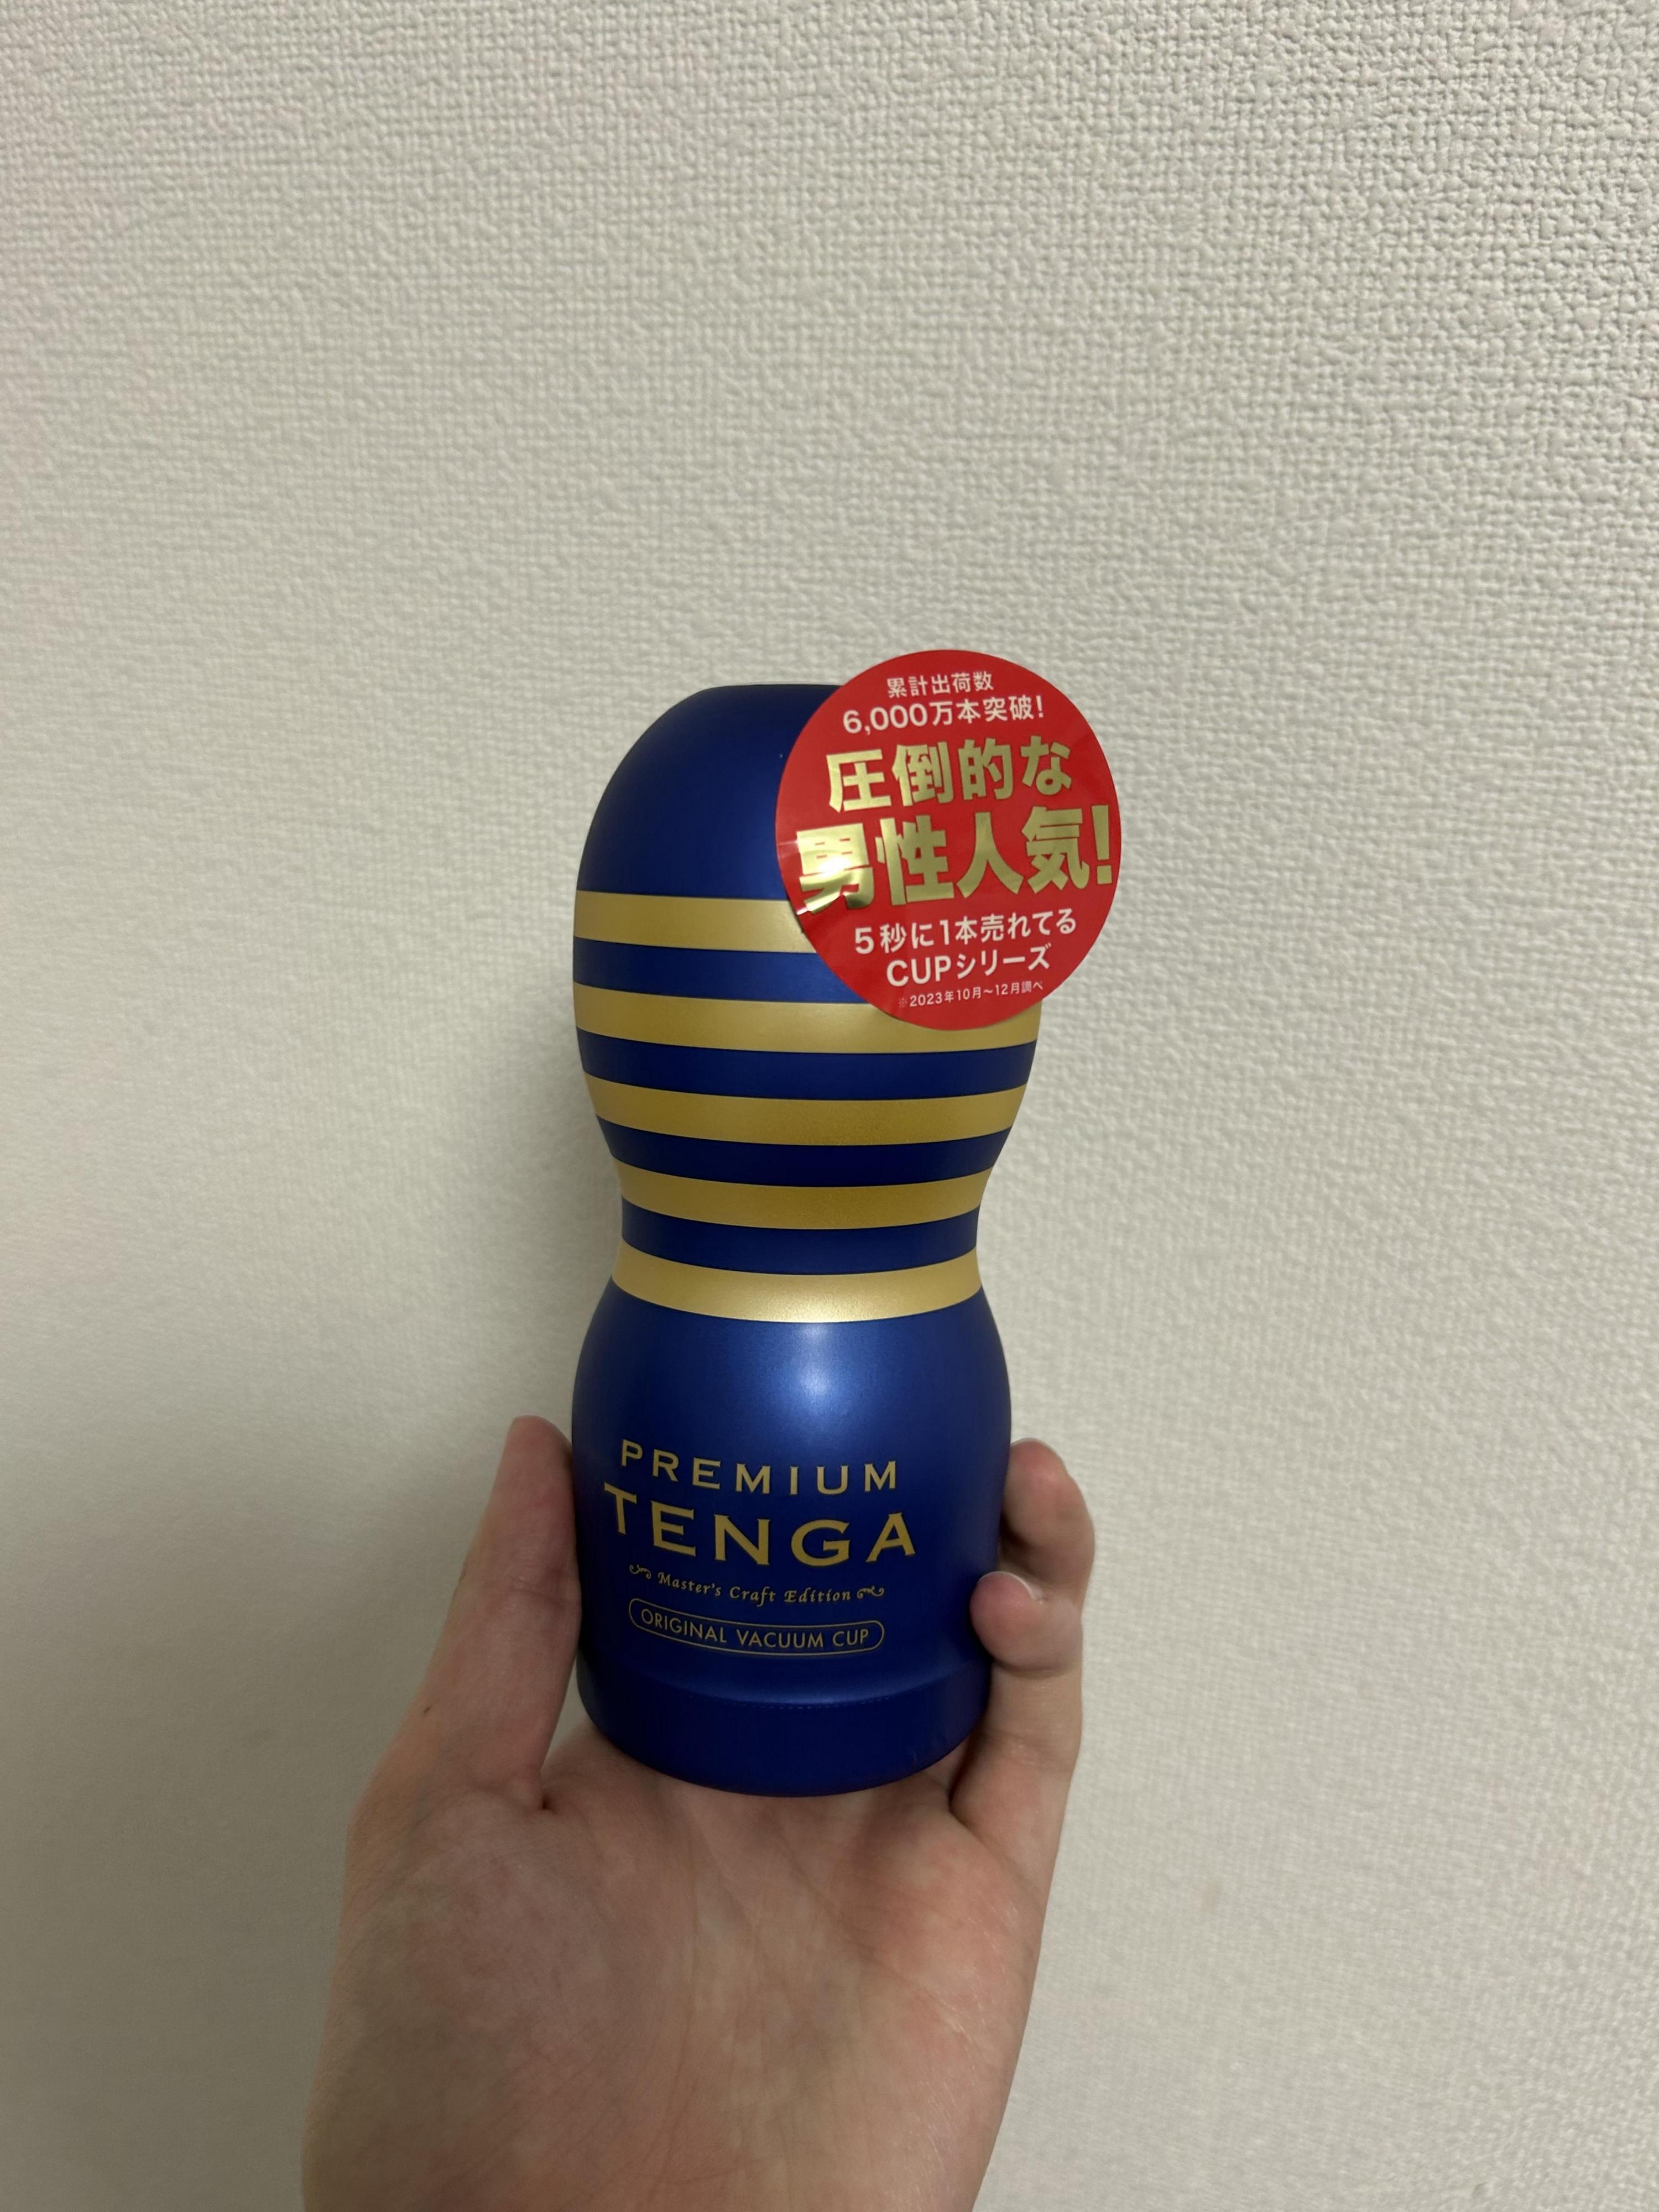 累計出荷数
6,000万本突破!
圧倒的な
男性人気!
5秒に1本売れてる
CUPシリーズ
※2023年10月～12月調べ
PREMIUM
TENGA
Master's Craft Edition
ORIGINAL VACUUM CUP